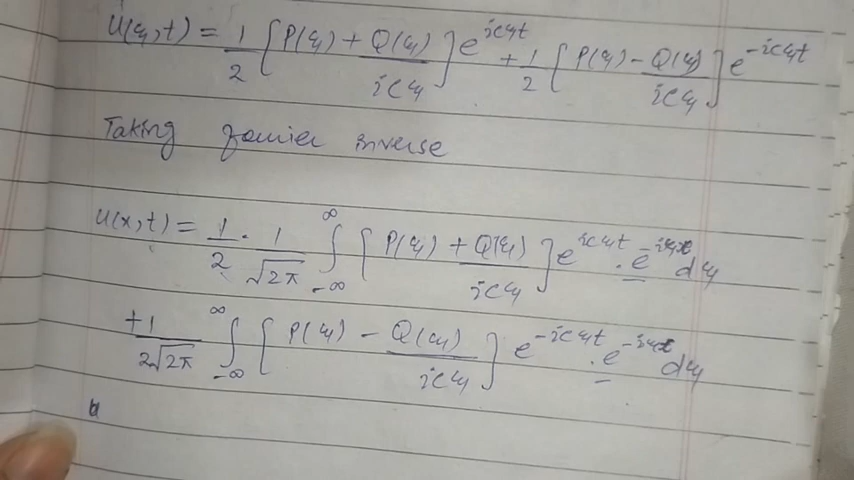 U(ξ,t) = 1/2 [P(ξ) + Q(ξ)/icξ] e^{icξt} + 1/2 [P(ξ) - Q(ξ)/icξ] e^{-icξt}
Taking fourier inverse
u(x,t) = 1/2 · 1/√2π ∫_{-∞}^{∞} [P(ξ) + Q(ξ)/icξ] e^{icξt} · e^{-iξx} dξ
+1/2√2π ∫_{-∞}^{∞} [P(ξ) - Q(ξ)/icξ] e^{-icξt} · e^{-iξx} dξ